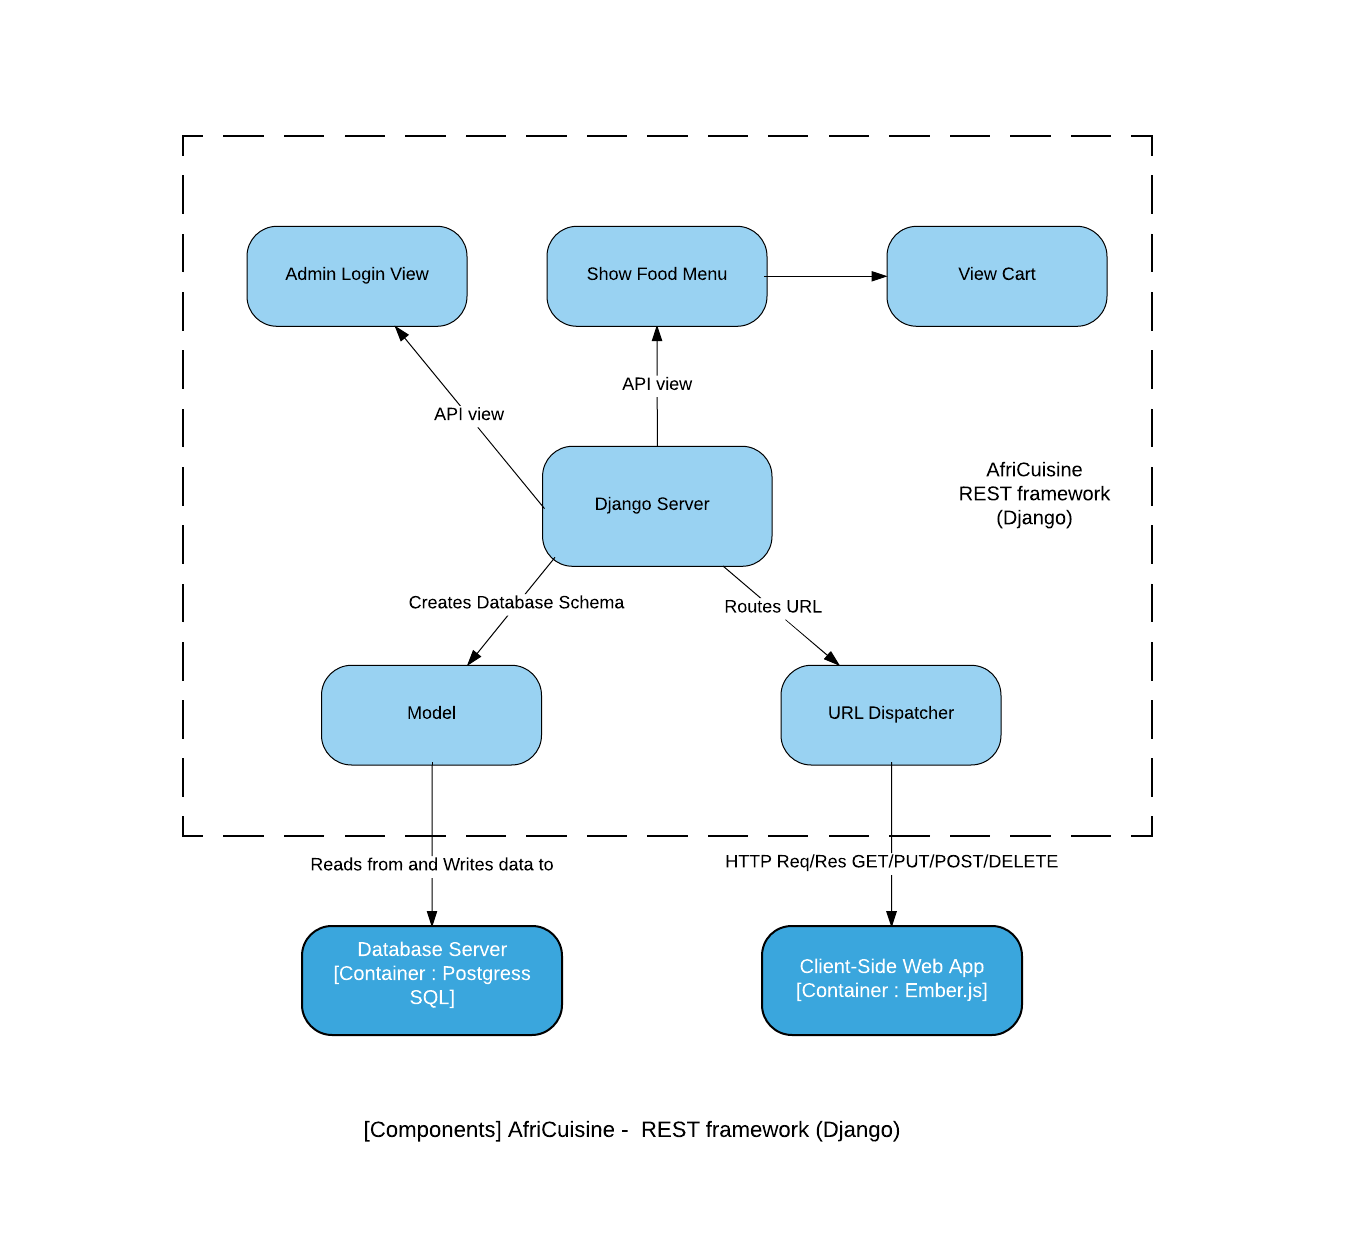 Admin Login View
Show Food Menu
View Cart
API view
API view
AfriCuisine
REST framework
(Django)
Django Server
Creates Database Schema
Routes URL
Model
URL Dispatcher
Reads from and Writes data to
HTTP Req/Res GET/PUT/POST/DELETE
Database Server
[Container : Postgress
SQL]
Client-Side Web App
[Container : Ember.js]
[Components] AfriCuisine -  REST framework (Django)